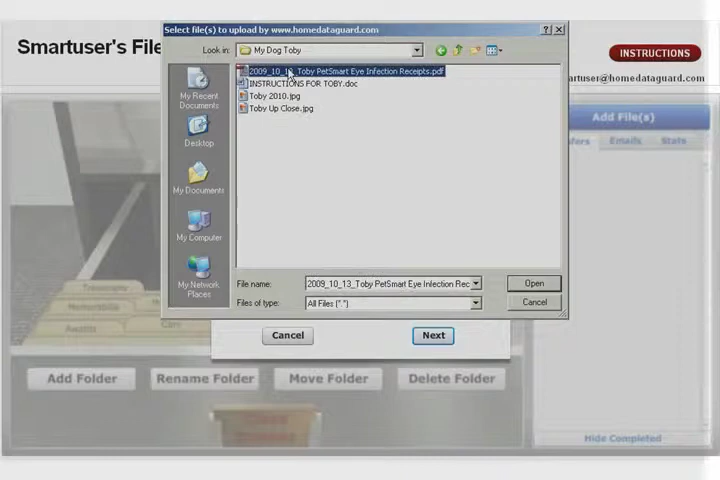 Select file(s) to upload by www.homedataguard.com
Smartuser's File
Look in:
My Dog Toby
INSTRUCTIONS
artuser@homedataguard.com
2009_10_13_Toby PetSmart Eye Infection Receipts.pdf
INSTRUCTIONS FOR TOBY.doc
Toby 2010.jpg
Toby Up Close.jpg
My Recent
Documents
Desktop
My Documents
My Computer
My Network
Places
Add File(s)
fers Emails Stats
File name:
2009_10_13_Toby PetSmart Eye Infection Rec
Open
Files of type:
All Files (*.*)
Cancel
Cancel
Next
Memorabilia
Awards
Add Folder
Rename Folder
Move Folder
Delete Folder
Close
Hide Completed